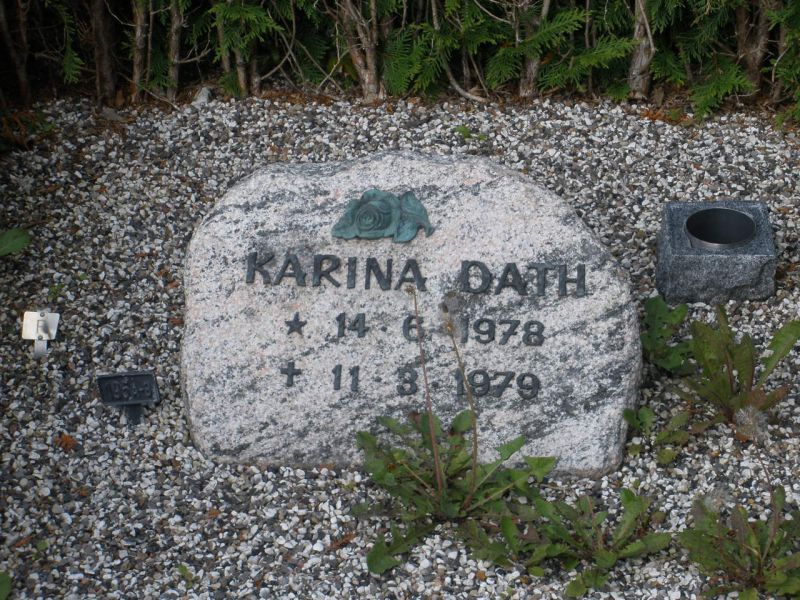 KARINA DATH
★ 14 · 6 · 1978
✝ 11 · 3 · 1979